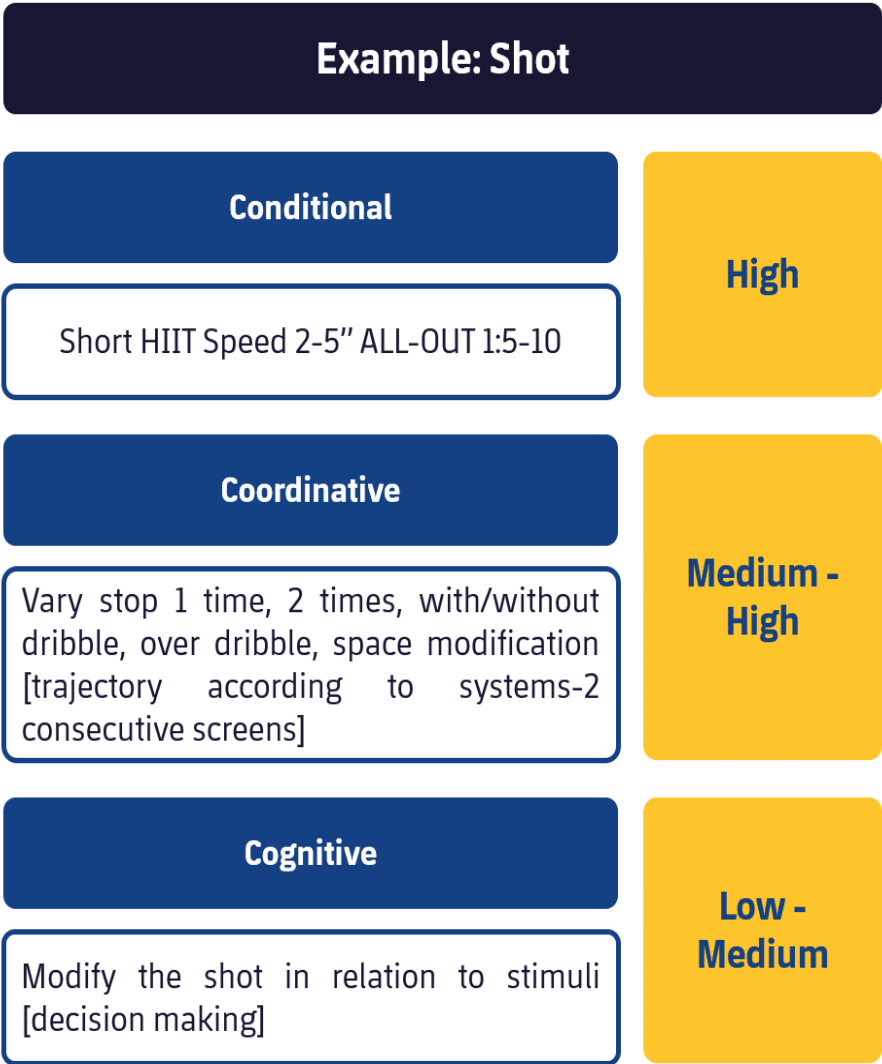 Example: Shot
Conditional
High
Short HIIT Speed 2-5’’ ALL-OUT 1:5-10
Coordinative
Medium -
High
Vary stop 1 time, 2 times, with/without
dribble, over dribble, space modification
[trajectory according to systems-2
consecutive screens]
Cognitive
Low -
Medium
Modify the shot in relation to stimuli
[decision making]